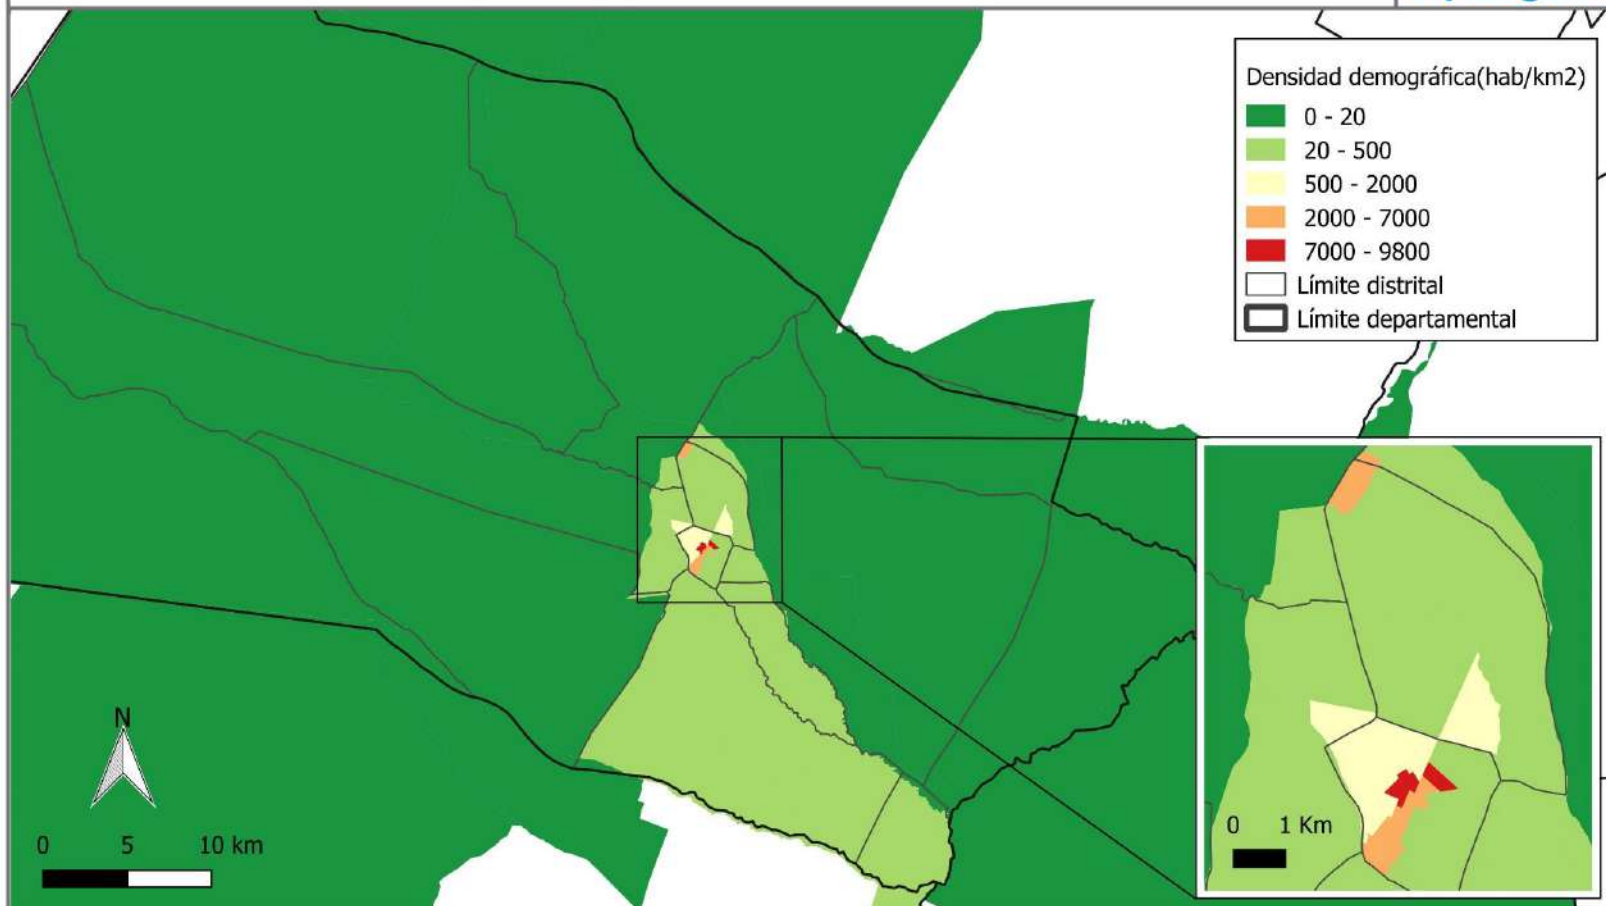 Densidad demográfica(hab/km2)
0 - 20
20 - 500
500 - 2000
2000 - 7000
7000 - 9800
Límite distrital
Límite departamental
N
0 5 10 km
0 1 Km